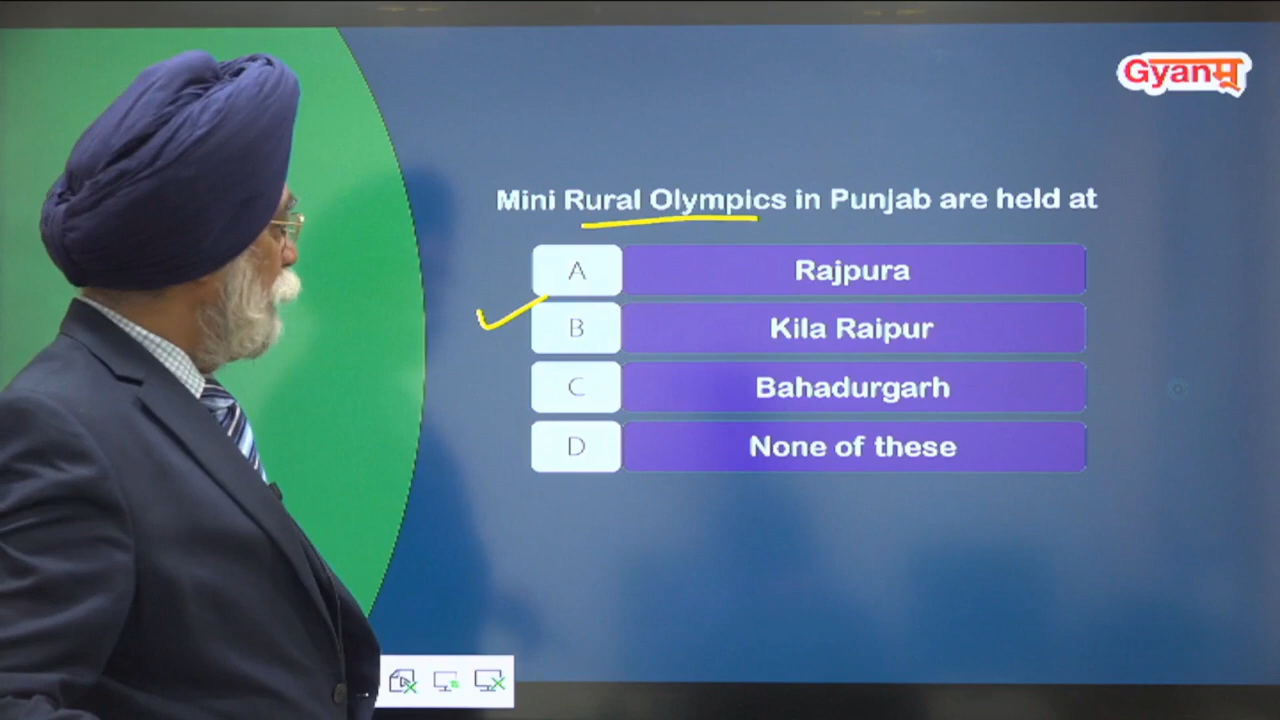 Gyanम्
Mini Rural Olympics in Punjab are held at
A Rajpura
B Kila Raipur
C Bahadurgarh
D None of these